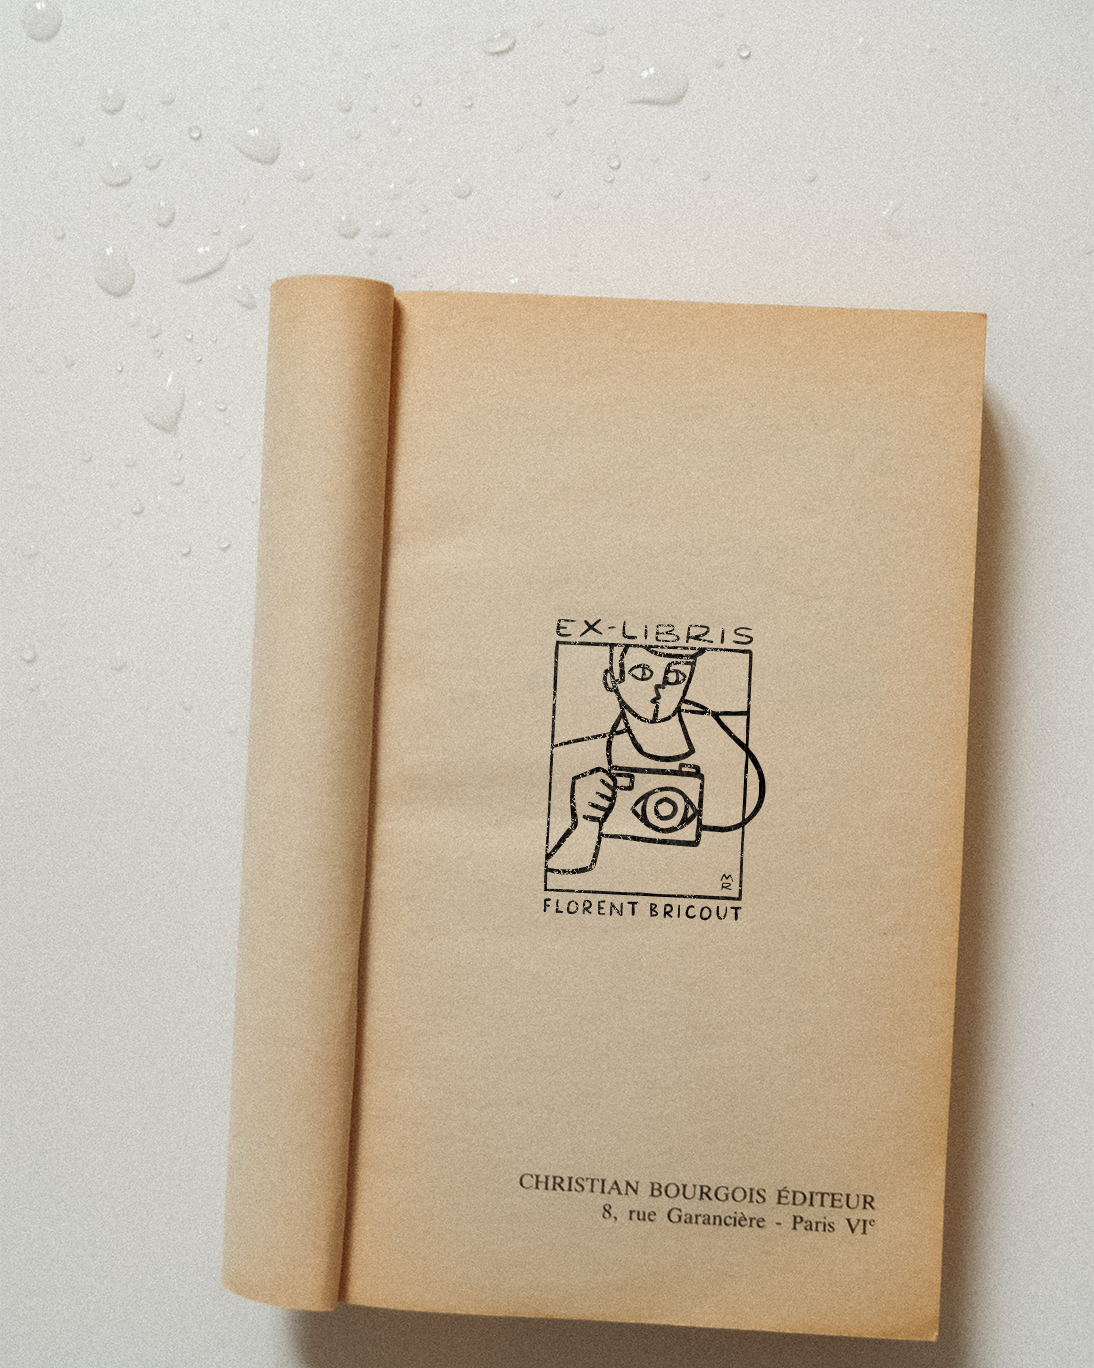 EX-LIBRIS
MR
FLORENT BRICOUT
CHRISTIAN BOURGOIS ÉDITEUR
8, rue Garancière - Paris VIᵉ